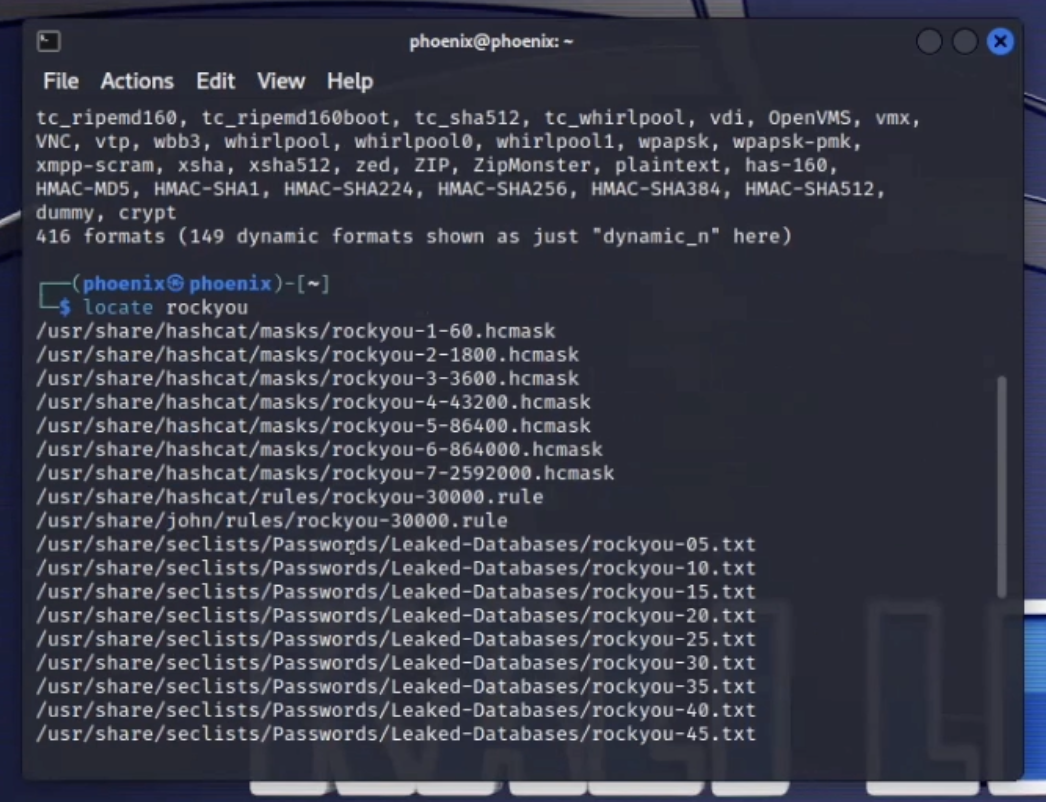 phoenix@phoenix: ~
File Actions Edit View Help
tc_ripemd160, tc_ripemd160boot, tc_sha512, tc_whirlpool, vdi, OpenVMS, vmx,
VNC, vtp, wbb3, whirlpool, whirlpool0, whirlpool1, wpapsk, wpapsk-pmk,
xmpp-scram, xsha, xsha512, zed, ZIP, ZipMonster, plaintext, has-160,
HMAC-MD5, HMAC-SHA1, HMAC-SHA224, HMAC-SHA256, HMAC-SHA384, HMAC-SHA512,
dummy, crypt
416 formats (149 dynamic formats shown as just "dynamic_n" here)
┌──(phoenix㉿phoenix)-[~]
└─$ locate rockyou
/usr/share/hashcat/masks/rockyou-1-60.hcmask
/usr/share/hashcat/masks/rockyou-2-1800.hcmask
/usr/share/hashcat/masks/rockyou-3-3600.hcmask
/usr/share/hashcat/masks/rockyou-4-43200.hcmask
/usr/share/hashcat/masks/rockyou-5-86400.hcmask
/usr/share/hashcat/masks/rockyou-6-864000.hcmask
/usr/share/hashcat/masks/rockyou-7-2592000.hcmask
/usr/share/hashcat/rules/rockyou-30000.rule
/usr/share/john/rules/rockyou-30000.rule
/usr/share/seclists/Passwords/Leaked-Databases/rockyou-05.txt
/usr/share/seclists/Passwords/Leaked-Databases/rockyou-10.txt
/usr/share/seclists/Passwords/Leaked-Databases/rockyou-15.txt
/usr/share/seclists/Passwords/Leaked-Databases/rockyou-20.txt
/usr/share/seclists/Passwords/Leaked-Databases/rockyou-25.txt
/usr/share/seclists/Passwords/Leaked-Databases/rockyou-30.txt
/usr/share/seclists/Passwords/Leaked-Databases/rockyou-35.txt
/usr/share/seclists/Passwords/Leaked-Databases/rockyou-40.txt
/usr/share/seclists/Passwords/Leaked-Databases/rockyou-45.txt